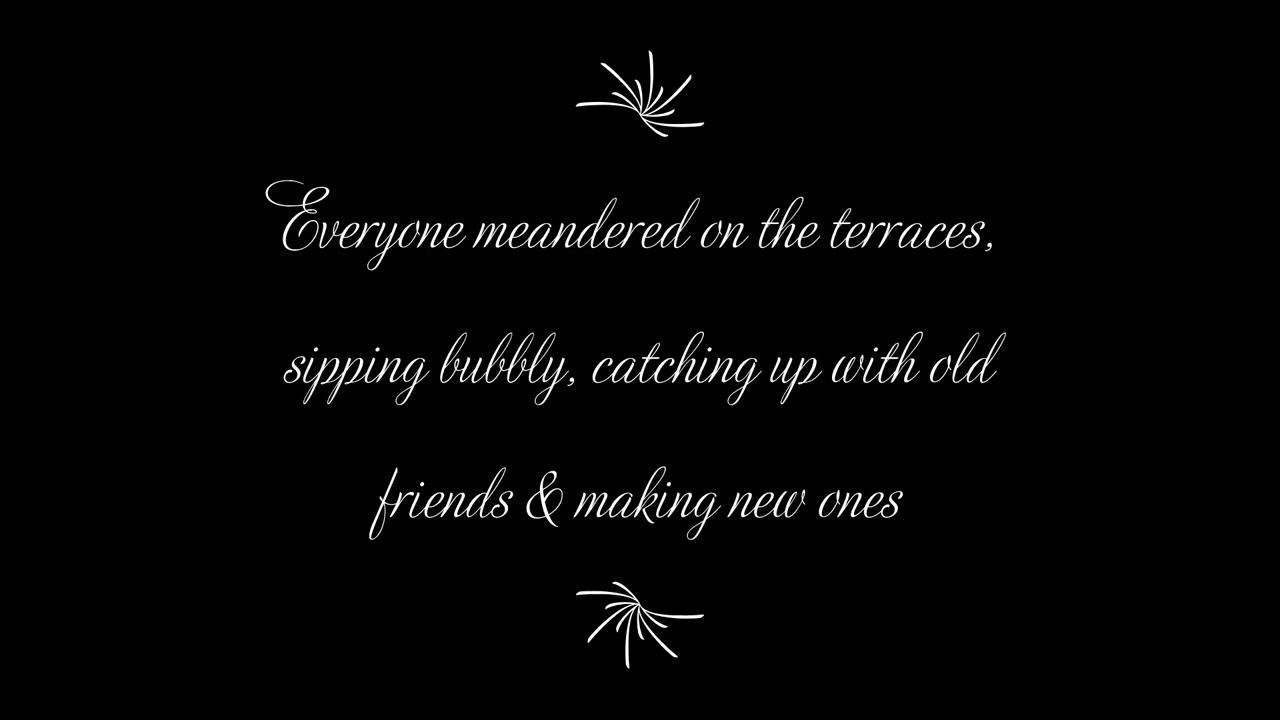 Everyone meandered on the terraces,
sipping bubbly, catching up with old
friends & making new ones